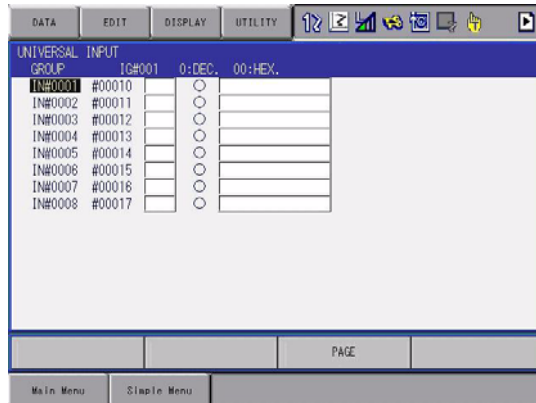 DATA EDIT DISPLAY UTILITY
UNIVERSAL INPUT
GROUP IG#001 0:DEC. 00:HEX.
IN#0001 #00010
IN#0002 #00011
IN#0003 #00012
IN#0004 #00013
IN#0005 #00014
IN#0006 #00015
IN#0007 #00016
IN#0008 #00017
PAGE
Main Menu Simple Menu